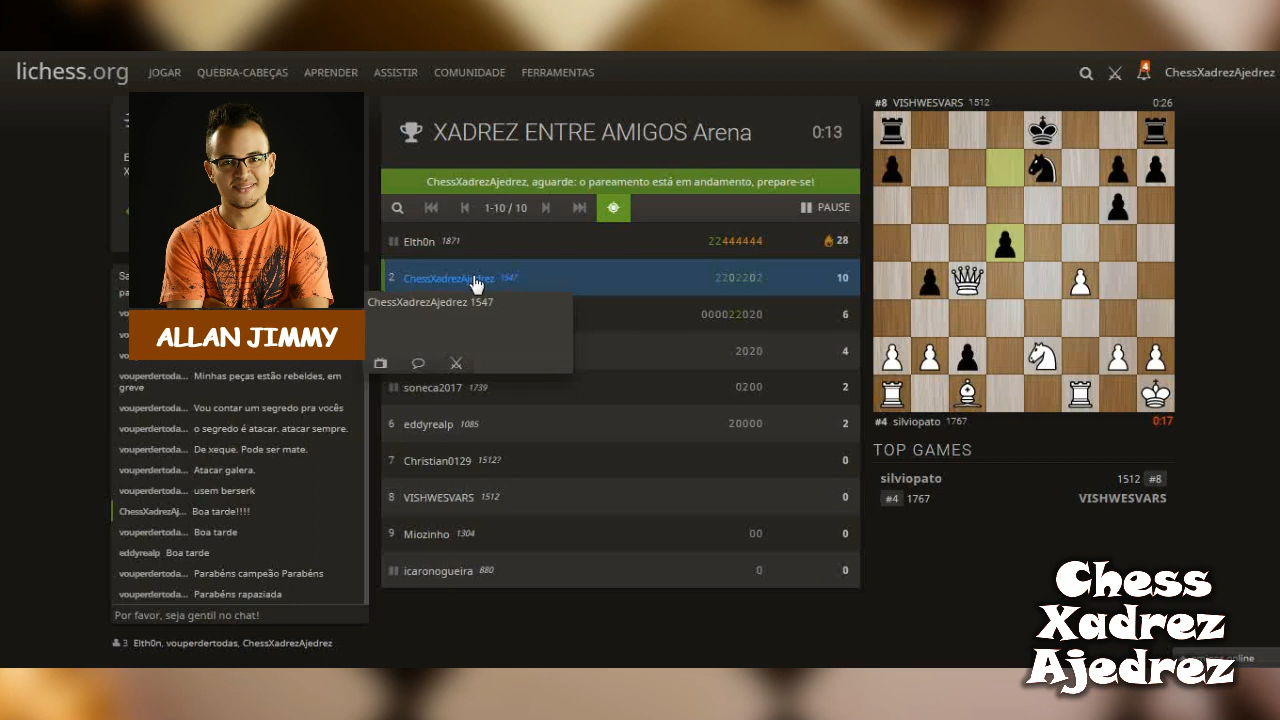 lichess.org JOGAR QUEBRA-CABEÇAS APRENDER ASSISTIR COMUNIDADE FERRAMENTAS 4 ChessXadrezAjedrez
XADREZ ENTRE AMIGOS Arena 0:13
ChessXadrezAjedrez, aguarde: o pareamento está em andamento, prepare-se!
1-10 / 10 PAUSE
Elth0n 1871 22444444 28
2 ChessXadrezAjedrez 1547 2202202 10
ChessXadrezAjedrez 1547
000022020 6
2020 4
soneca2017 1739 0200 2
6 eddyrealp 1085 20000 2
7 Christian0129 1512? 0
8 VISHWESVARS 1512 0
9 Miozinho 1304 00 0
icaronogueira 880 0 0
ALLAN JIMMY
vouperdertoda... Minhas peças estão rebeldes, em
greve
vouperdertoda... Vou contar um segredo pra vocês
vouperdertoda... o segredo é atacar. atacar sempre.
vouperdertoda... De xeque. Pode ser mate.
vouperdertoda... Atacar galera.
vouperdertoda... usem berserk
ChessXadrezAj... Boa tarde!!!!
vouperdertoda... Boa tarde
eddyrealp Boa tarde
vouperdertoda... Parabéns campeão Parabéns
vouperdertoda... Parabéns rapaziada
Por favor, seja gentil no chat!
3 Elth0n, vouperdertodas, ChessXadrezAjedrez
#8 VISHWESVARS 1512 0:26
#4 silviopato 1767 0:17
TOP GAMES
silviopato 1512 #8
#4 1767 VISHWESVARS
Chess
Xadrez
Ajedrez
online